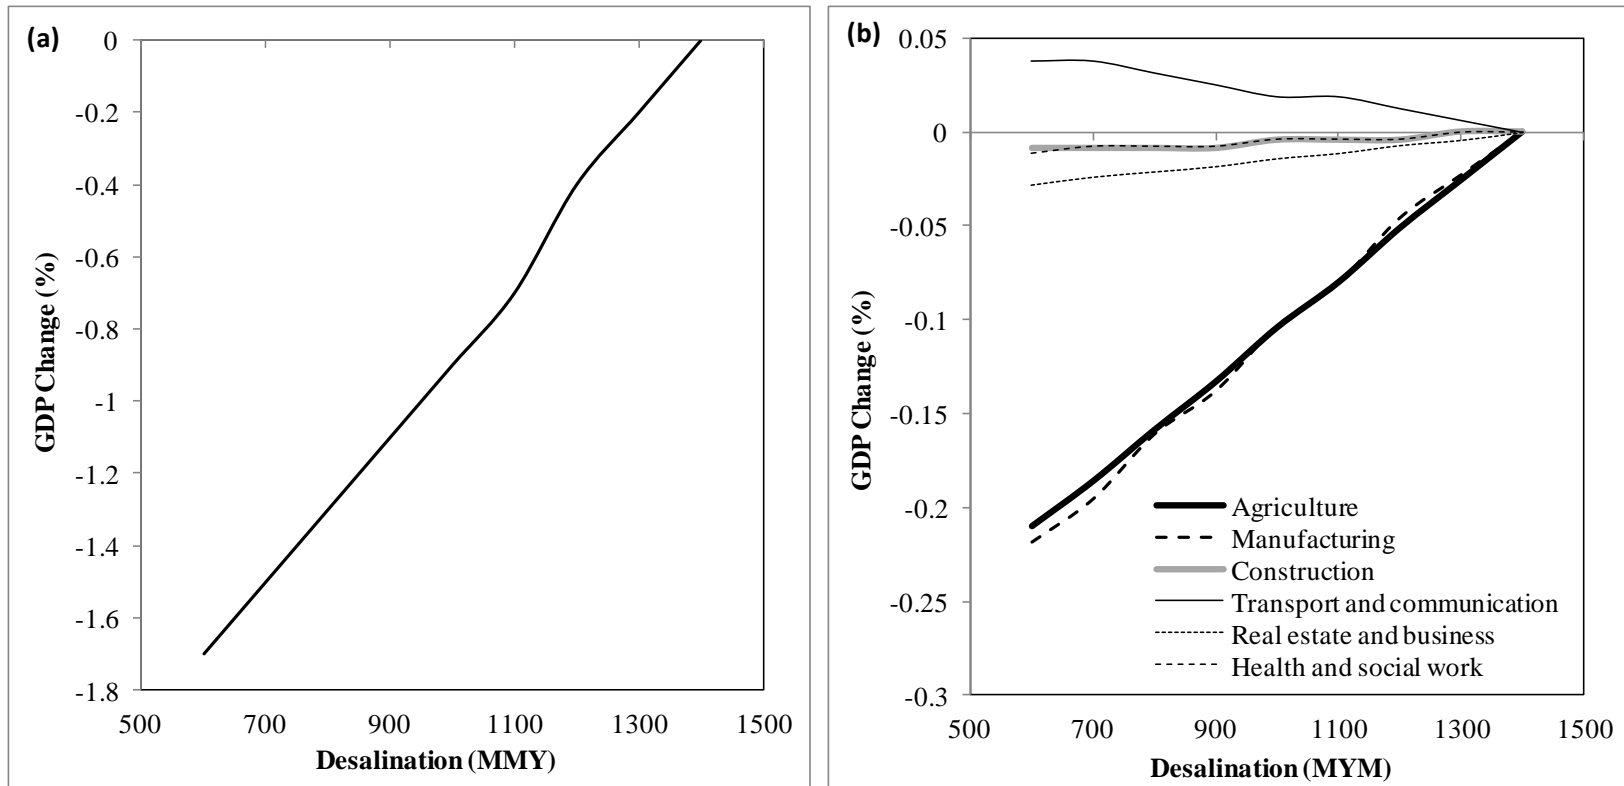 (a)
0
-0.2
-0.4
-0.6
-0.8
-1
-1.2
-1.4
-1.6
-1.8
GDP Change (%)
500 700 900 1100 1300 1500
Desalination (MMY)
(b)
0.05
0
-0.05
-0.1
-0.15
-0.2
-0.25
-0.3
GDP Change (%)
Agriculture
Manufacturing
Construction
Transport and communication
Real estate and business
Health and social work
500 700 900 1100 1300 1500
Desalination (MYM)